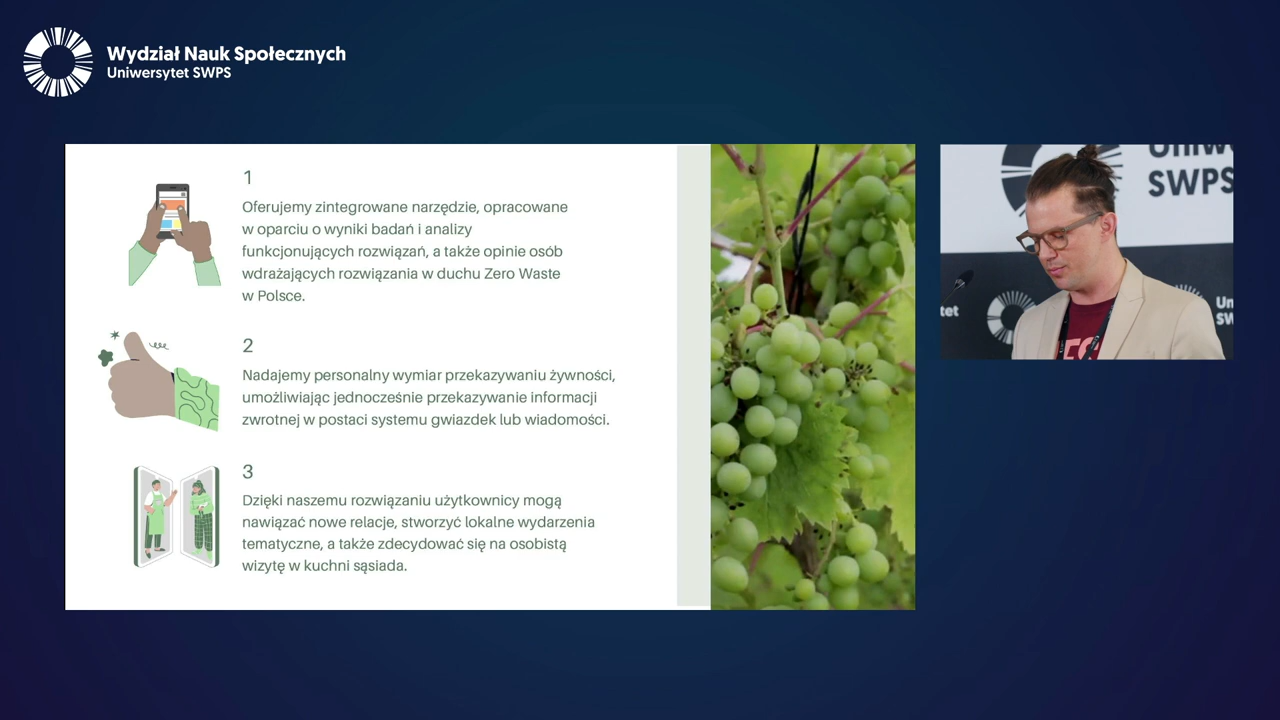 Wydział Nauk Społecznych
Uniwersytet SWPS
1
Oferujemy zintegrowane narzędzie, opracowane
w oparciu o wyniki badań i analizy
funkcjonujących rozwiązań, a także opinie osób
wdrażających rozwiązania w duchu Zero Waste
w Polsce.
2
Nadajemy personalny wymiar przekazywaniu żywności,
umożliwiając jednocześnie przekazywanie informacji
zwrotnej w postaci systemu gwiazdek lub wiadomości.
3
Dzięki naszemu rozwiązaniu użytkownicy mogą
nawiązać nowe relacje, stworzyć lokalne wydarzenia
tematyczne, a także zdecydować się na osobistą
wizytę w kuchni sąsiada.
SWPS
tet